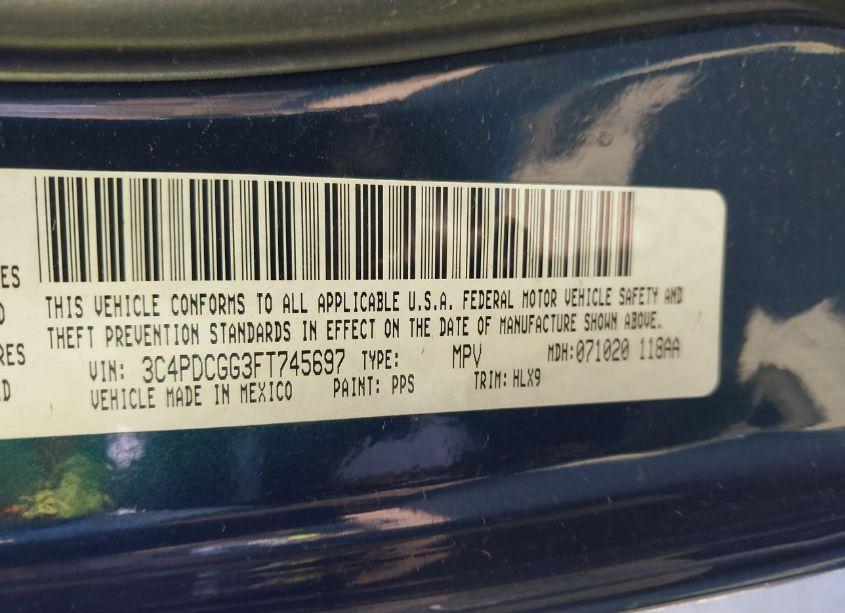 ES
D
RES
ED
THIS VEHICLE CONFORMS TO ALL APPLICABLE U.S.A. FEDERAL MOTOR VEHICLE SAFETY AND
THEFT PREVENTION STANDARDS IN EFFECT ON THE DATE OF MANUFACTURE SHOWN ABOVE.
VIN: 3C4PDCGG3FT745697 TYPE: MPV MDH:071020 118AA
VEHICLE MADE IN MEXICO PAINT: PPS TRIM: HLX9